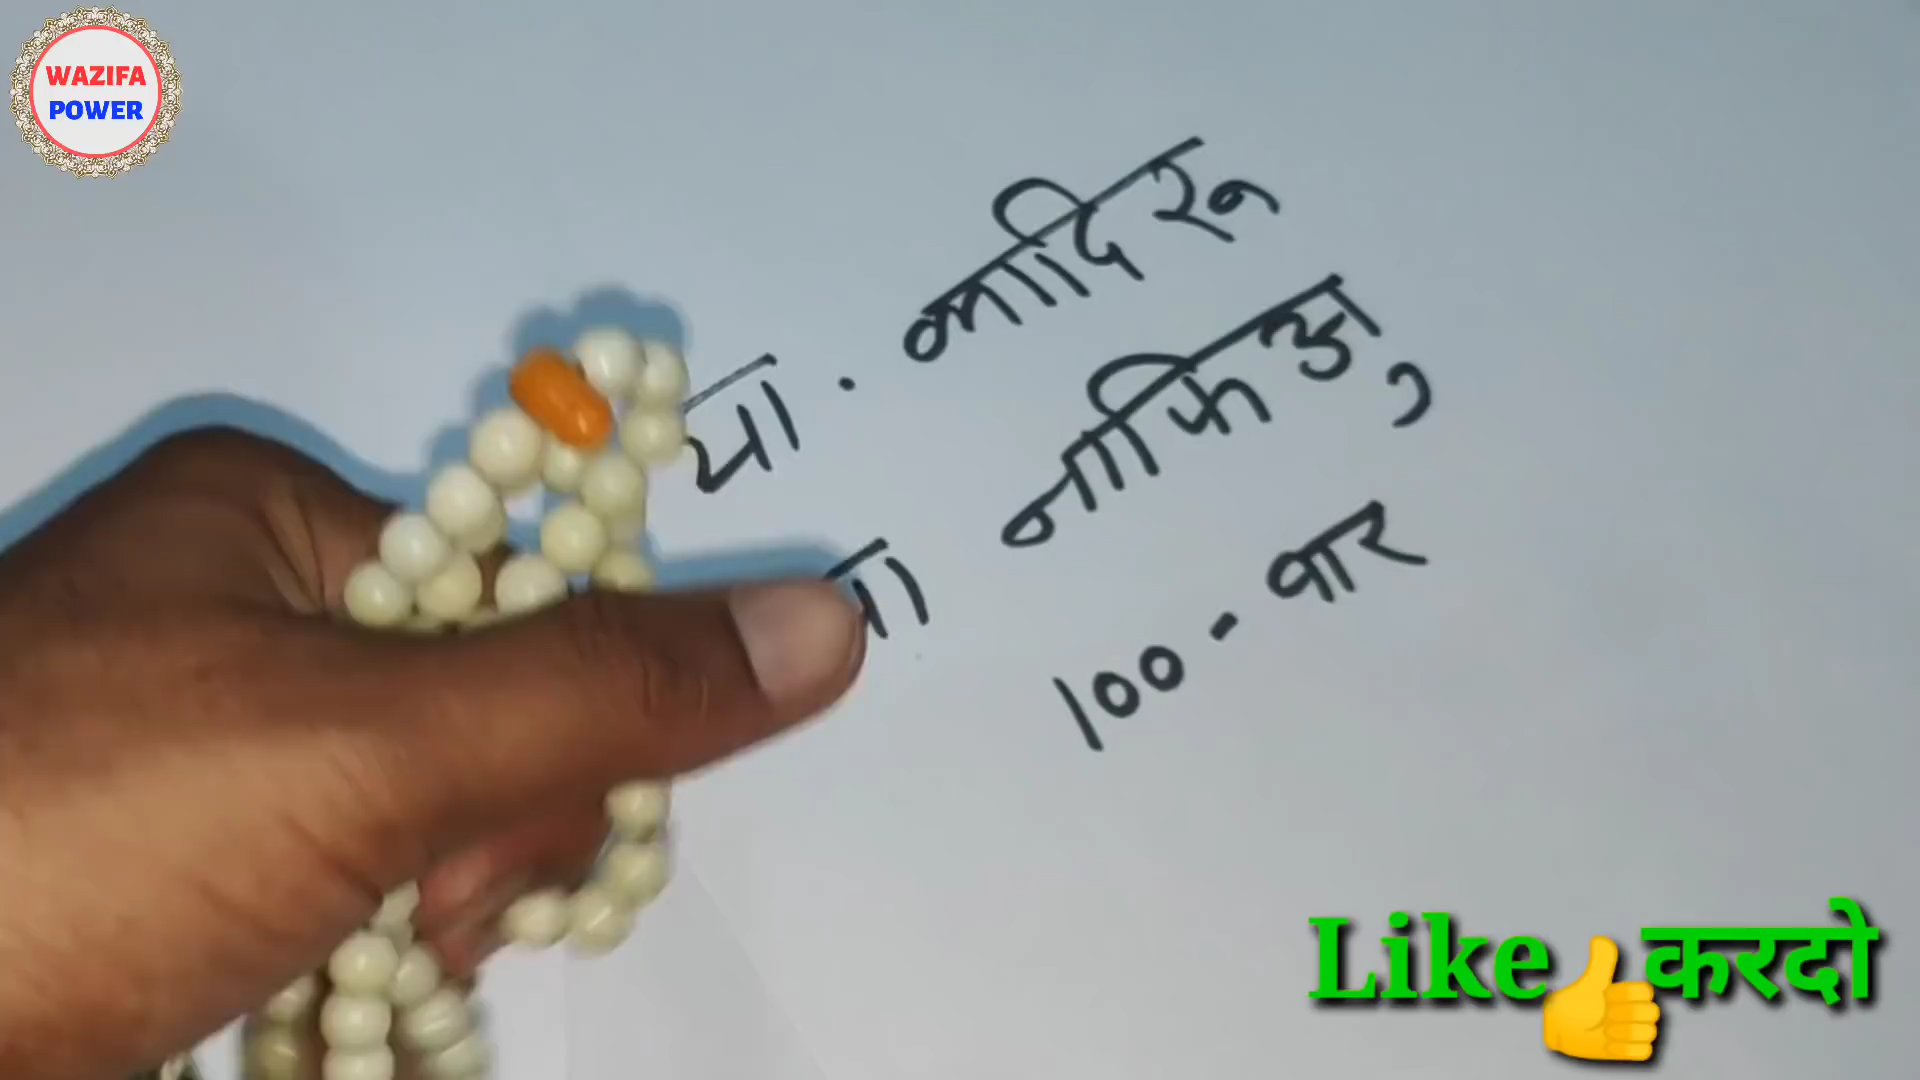 WAZIFA
POWER
या . कादिरु
या नाफिअु,
100 - बार
Like 👍 करदो